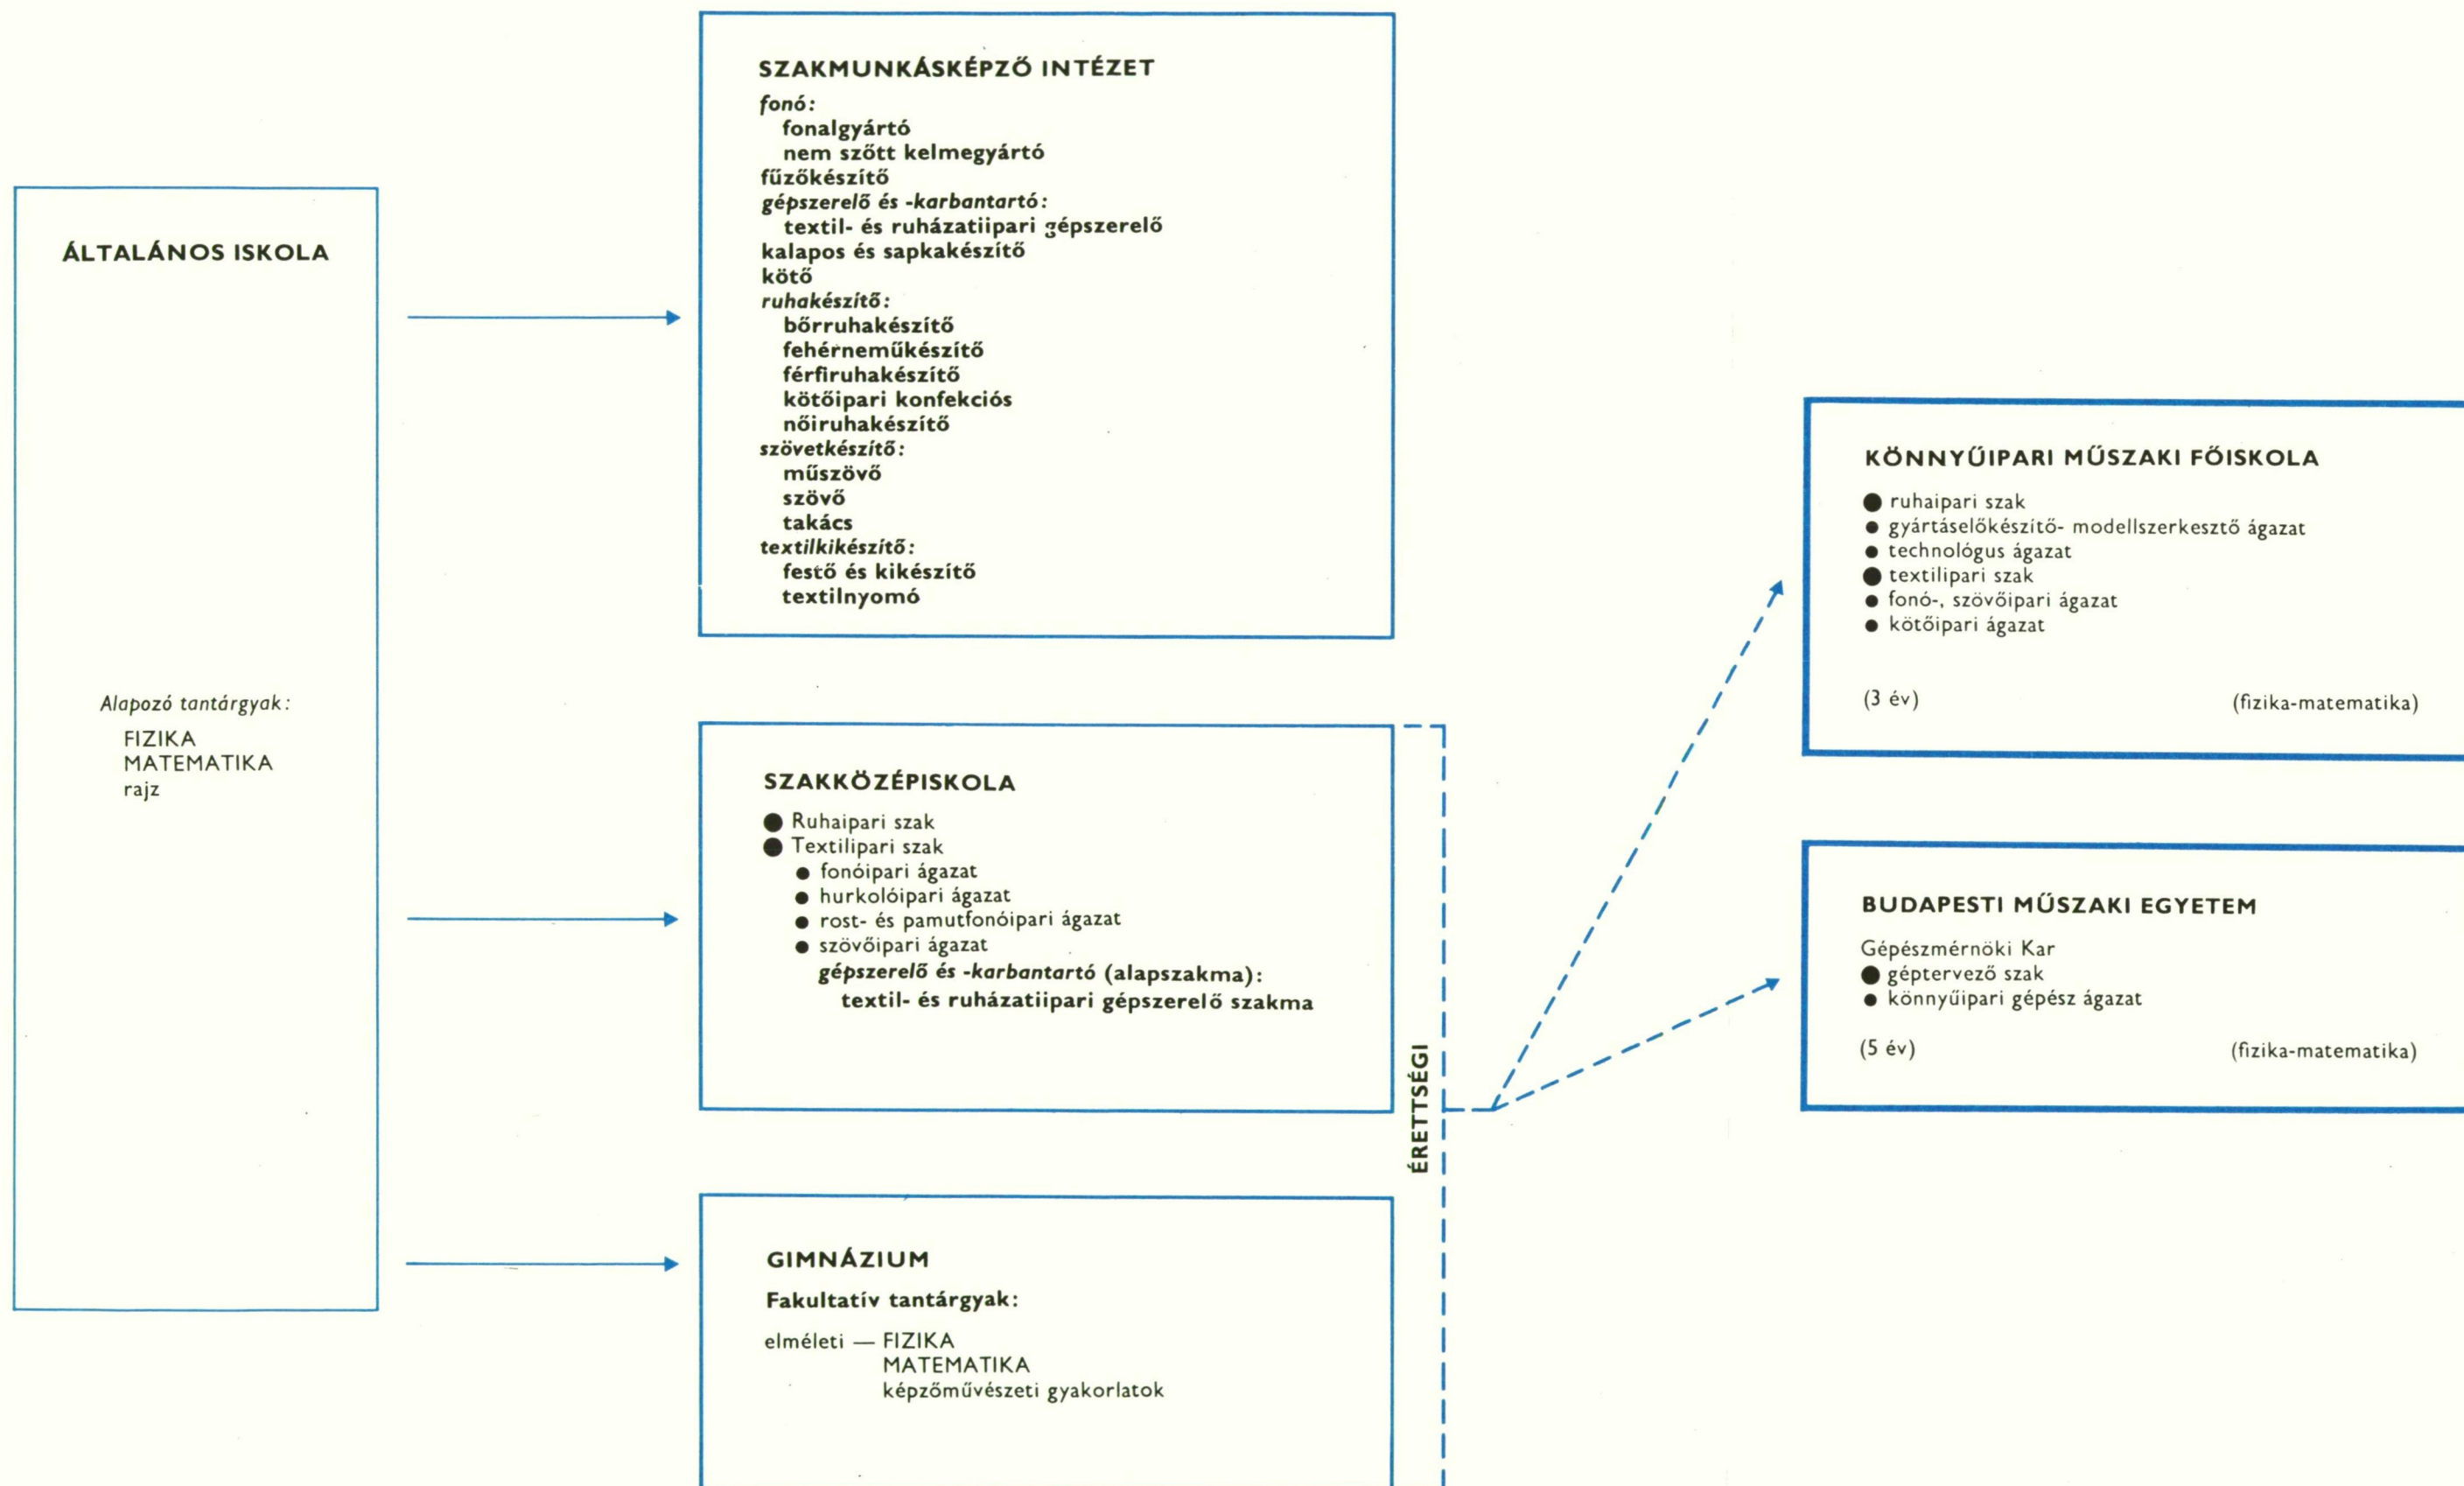 ÁLTALÁNOS ISKOLA
Alapozó tantárgyak:
FIZIKA
MATEMATIKA
rajz
SZAKMUNKÁSKÉPZŐ INTÉZET
fonó:
fonalgyártó
nem szőtt kelmegyártó
fűzőkészítő
gépszerelő és -karbantartó:
textil- és ruházatiipari gépszerelő
kalapos és sapkakészítő
kötő
ruhakészítő:
bőrruhakészítő
fehérneműkészítő
férfiruhakészítő
kötőipari konfekciós
nőiruhakészítő
szövetkészítő:
műszövő
szövő
takács
textilkikészítő:
festő és kikészítő
textilnyomó
SZAKKÖZÉPISKOLA
● Ruhaipari szak
● Textilipari szak
● fonóipari ágazat
● hurkolóipari ágazat
● rost- és pamutfonóipari ágazat
● szövőipari ágazat
gépszerelő és -karbantartó (alapszakma):
textil- és ruházatiipari gépszerelő szakma
GIMNÁZIUM
Fakultatív tantárgyak:
elméleti — FIZIKA
MATEMATIKA
képzőművészeti gyakorlatok
ÉRETTSÉGI
KÖNNYŰIPARI MŰSZAKI FŐISKOLA
● ruhaipari szak
● gyártáselőkészítő- modellszerkesztő ágazat
● technológus ágazat
● textilipari szak
● fonó-, szövőipari ágazat
● kötőipari ágazat
(3 év) (fizika-matematika)
BUDAPESTI MŰSZAKI EGYETEM
Gépészmérnöki Kar
● géptervező szak
● könnyűipari gépész ágazat
(5 év) (fizika-matematika)